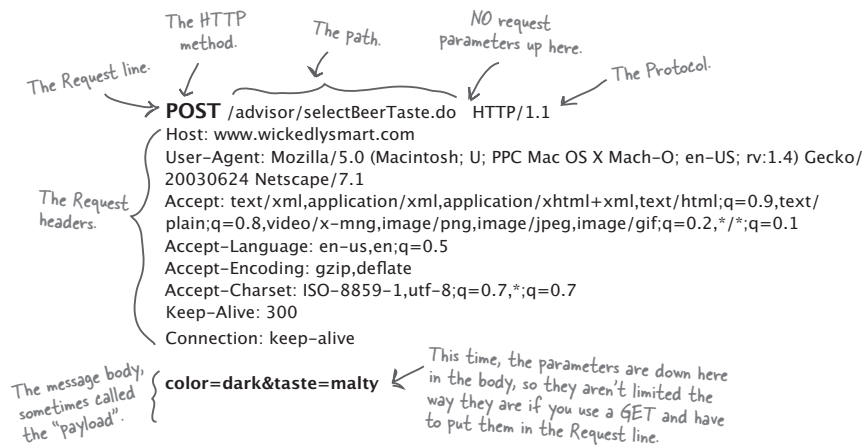 The HTTP
method.
The path.
NO request
parameters up here.
The Request line.
The Protocol.
POST /advisor/selectBeerTaste.do HTTP/1.1
Host: www.wickedlysmart.com
User-Agent: Mozilla/5.0 (Macintosh; U; PPC Mac OS X Mach-O; en-US; rv:1.4) Gecko/
20030624 Netscape/7.1
Accept: text/xml,application/xml,application/xhtml+xml,text/html;q=0.9,text/
plain;q=0.8,video/x-mng,image/png,image/jpeg,image/gif;q=0.2,*/*;q=0.1
Accept-Language: en-us,en;q=0.5
Accept-Encoding: gzip,deflate
Accept-Charset: ISO-8859-1,utf-8;q=0.7,*;q=0.7
Keep-Alive: 300
Connection: keep-alive
The Request
headers.
The message body,
sometimes called
the "payload".
color=dark&taste=malty
This time, the parameters are down here
in the body, so they aren't limited the
way they are if you use a GET and have
to put them in the Request line.